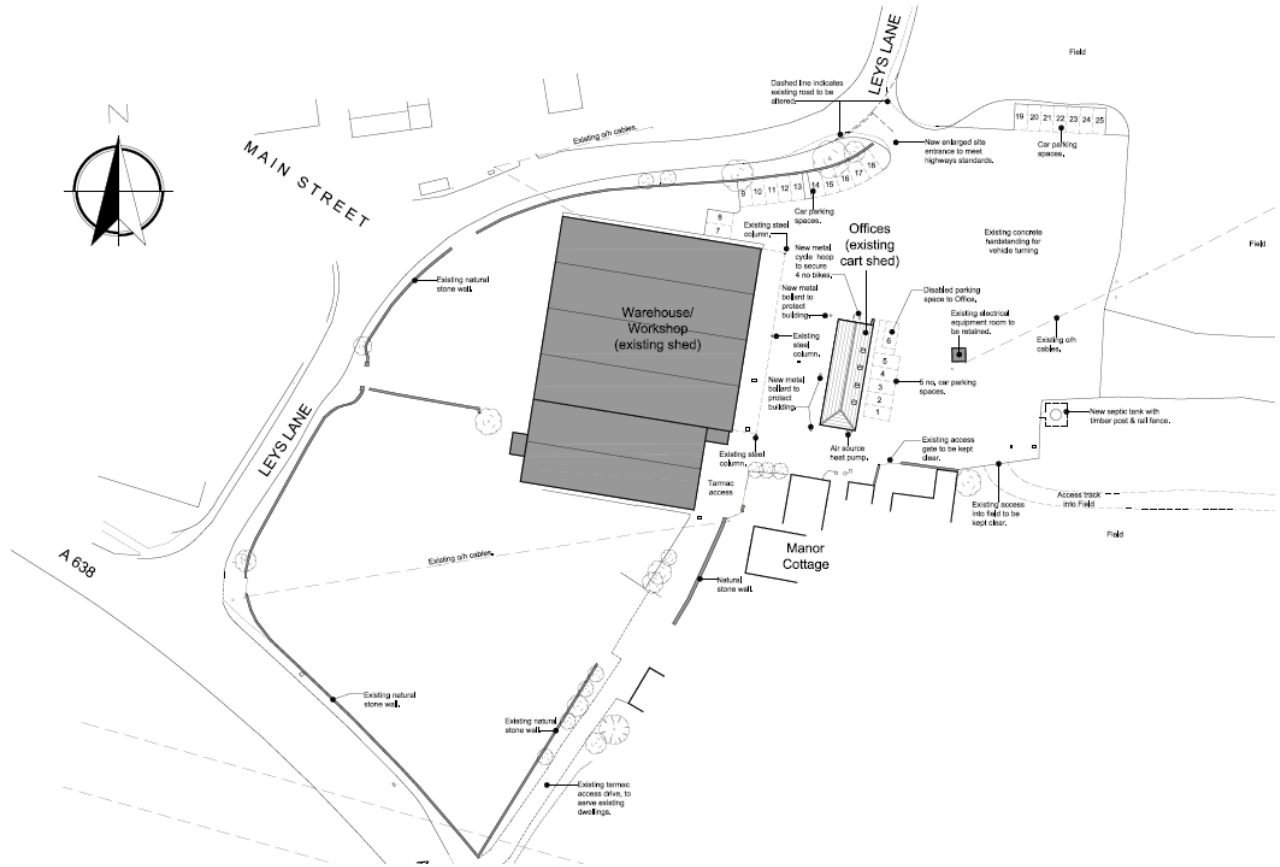 N
MAIN STREET
LEYS LANE
Field
Dashed line indicates
existing road to be
altered.
19 20 21 22 23 24 25
Car parking
spaces.
Existing o/h cables.
New enlarged site
entrance to meet
highways standards.
9 10 11 12 13 14 15 16 17 18
Car parking
spaces.
8
7
Existing steel
column.
Offices
(existing
cart shed)
Existing concrete
hardstanding for
vehicle turning
Field
New metal
cycle hoop
to secure
4 no bikes.
Existing natural
stone wall.
New metal
bollard to
protect
building.
Disabled parking
space to Office.
Warehouse/
Workshop
(existing shed)
Existing electrical
equipment room to
be retained.
Existing
steel
column.
6
5
4
3
2
1
Existing o/h
cables.
New metal
bollard to
protect
building.
5 no. car parking
spaces.
New septic tank with
timber post & rail fence.
LEYS LANE
Existing steel
column.
Air source
heat pump.
Existing access
gate to be kept
clear.
Tarmac
access
Existing access
into field to be
kept clear.
Access track
into Field
Field
A 638
Existing o/h cables.
Manor
Cottage
Natural
stone wall.
Existing natural
stone wall.
Existing natural
stone wall.
Existing tarmac
access drive, to
serve existing
dwellings.